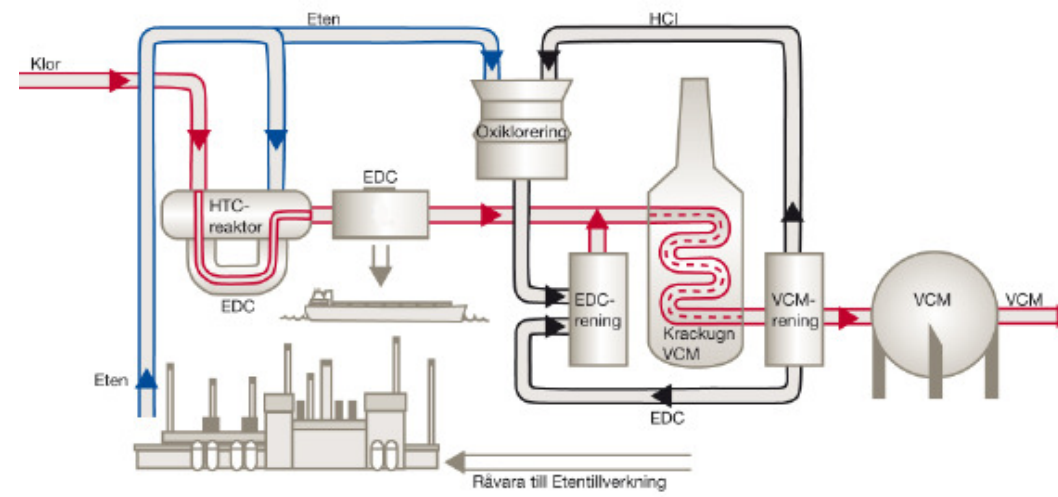 Eten
HCl
Klor
Oxiklorering
EDC
HTC-
reaktor
EDC
EDC-
rening
VCM-
rening
VCM
VCM
Krackugn
VCM
Eten
EDC
Råvara till Etentillverkning